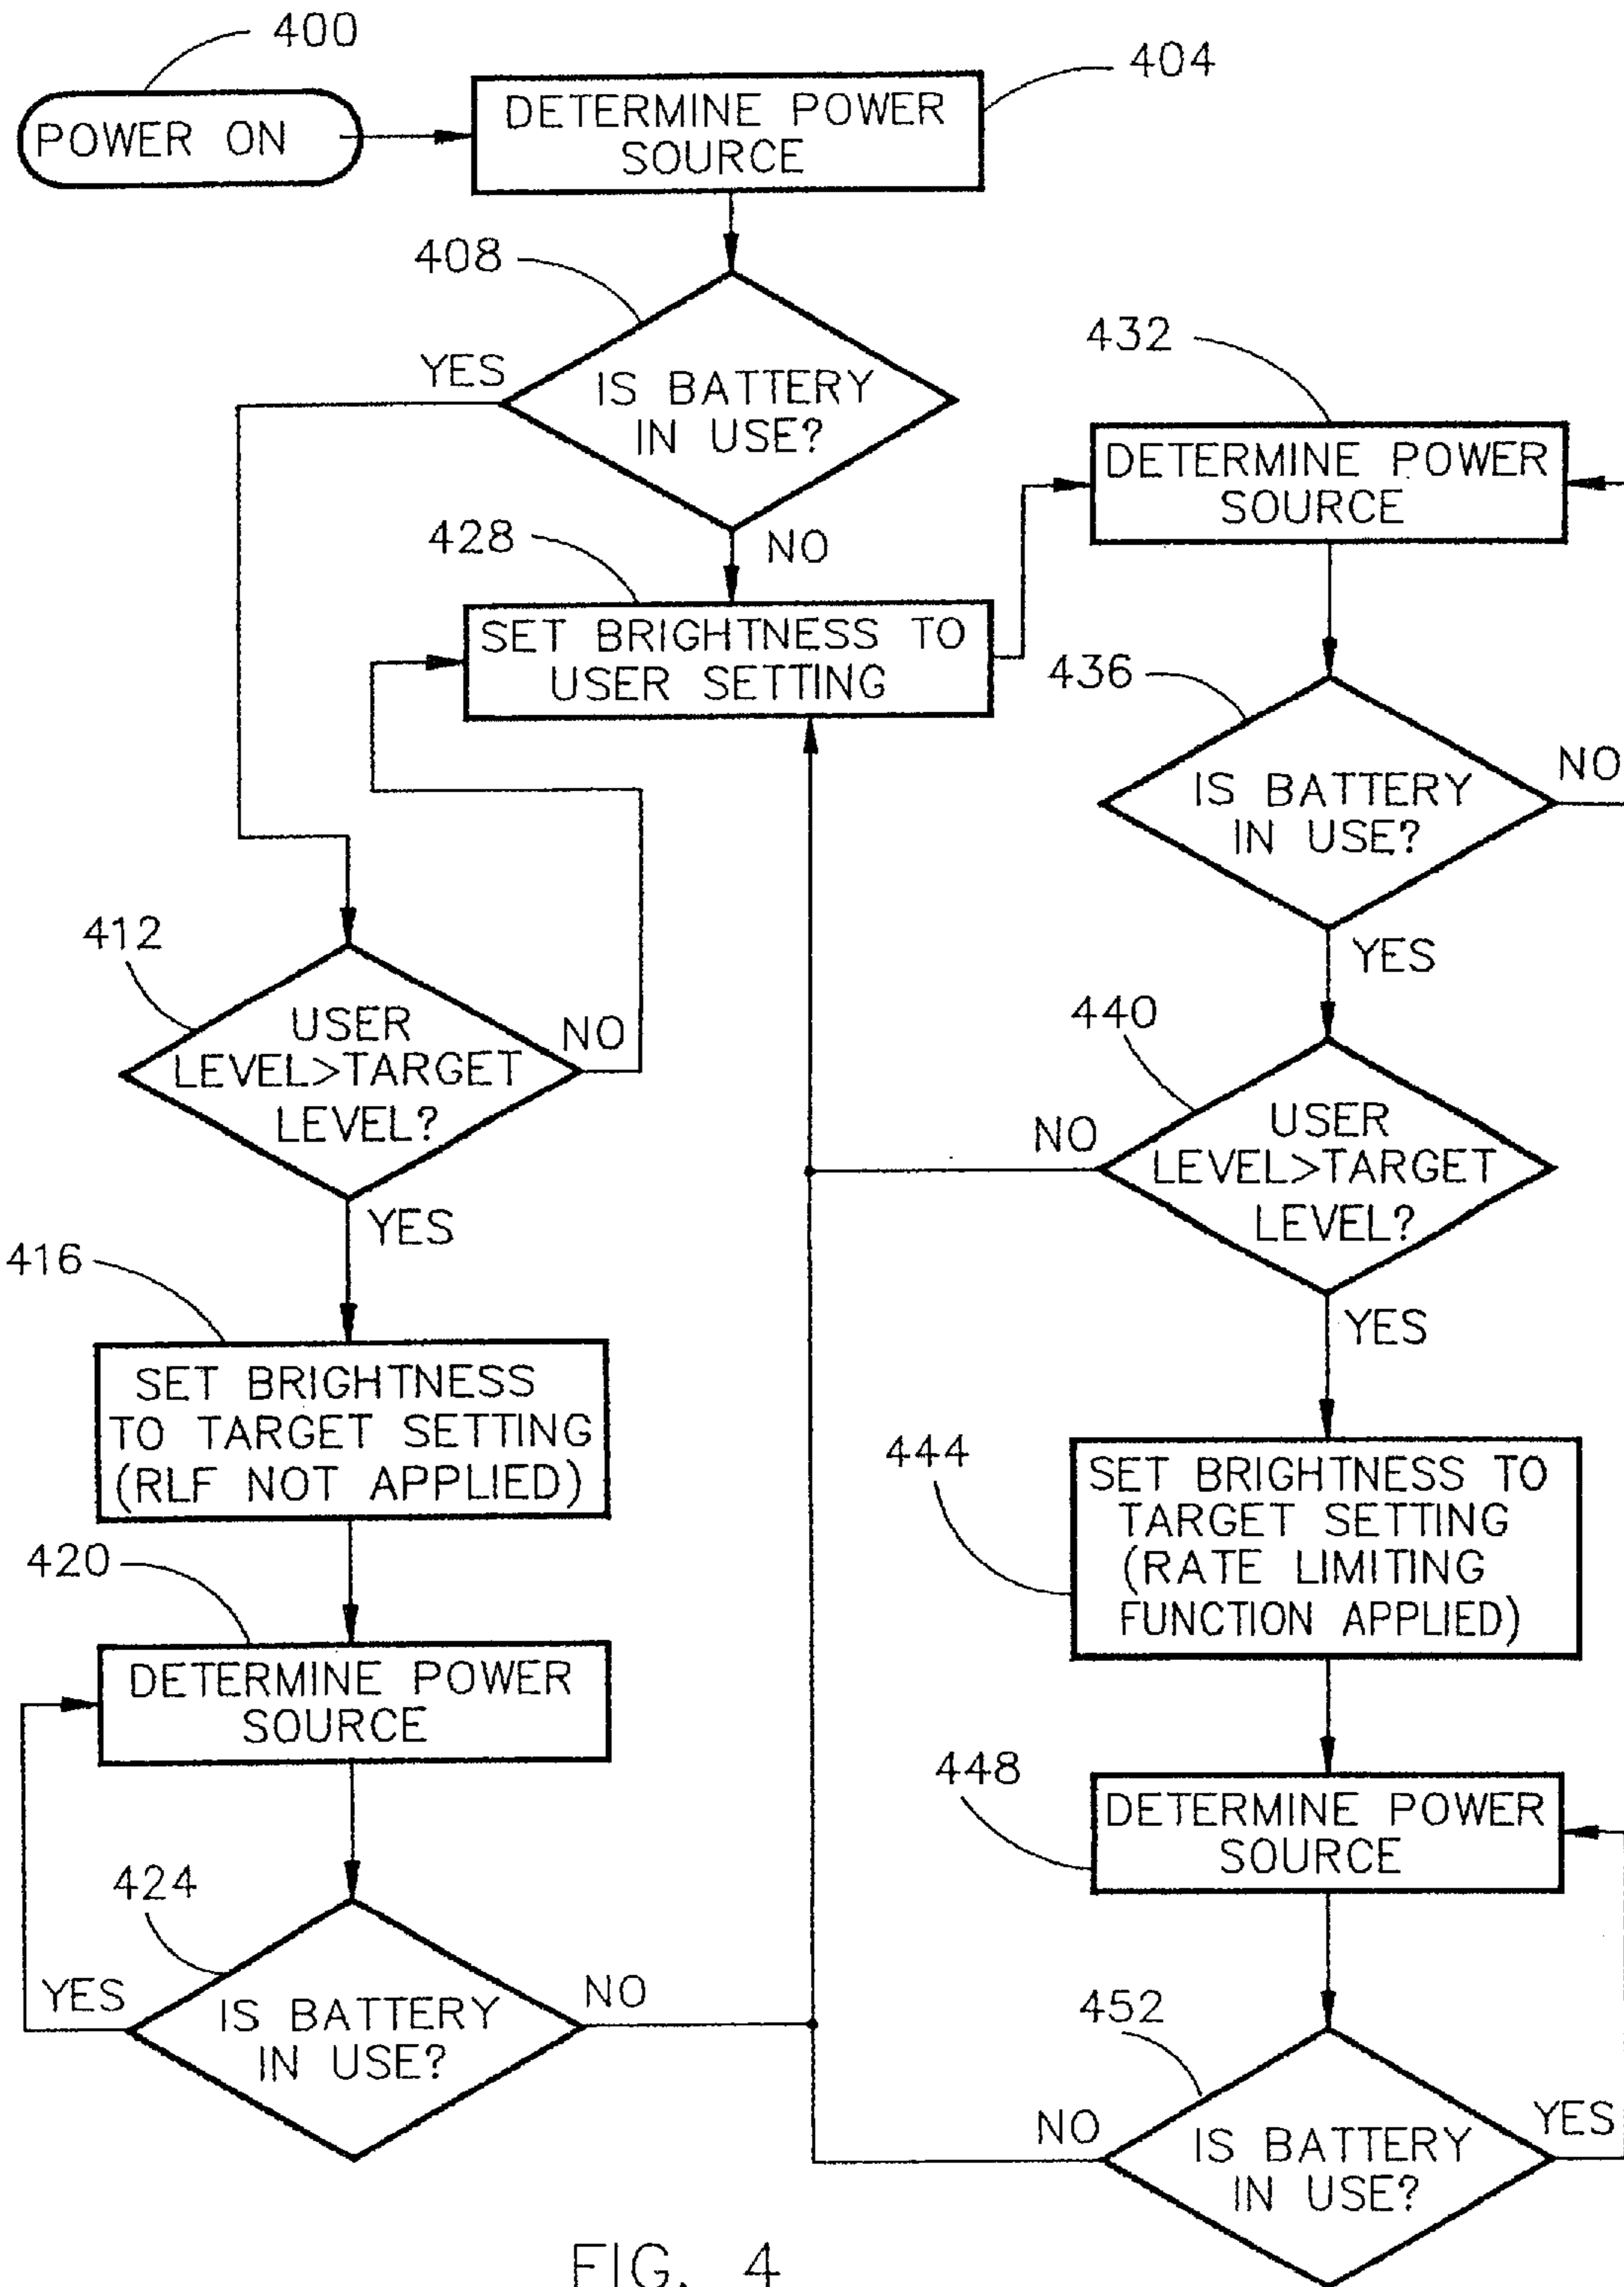 400
POWER ON
404
DETERMINE POWER
SOURCE
408
YES
IS BATTERY
IN USE?
NO
432
DETERMINE POWER
SOURCE
428
SET BRIGHTNESS TO
USER SETTING
436
IS BATTERY
IN USE?
NO
YES
412
USER
LEVEL>TARGET
LEVEL?
NO
YES
440
NO
USER
LEVEL>TARGET
LEVEL?
YES
416
SET BRIGHTNESS
TO TARGET SETTING
(RLF NOT APPLIED)
444
SET BRIGHTNESS TO
TARGET SETTING
(RATE LIMITING
FUNCTION APPLIED)
420
DETERMINE POWER
SOURCE
448
DETERMINE POWER
SOURCE
424
YES
IS BATTERY
IN USE?
NO
452
NO
IS BATTERY
IN USE?
YES
FIG. 4